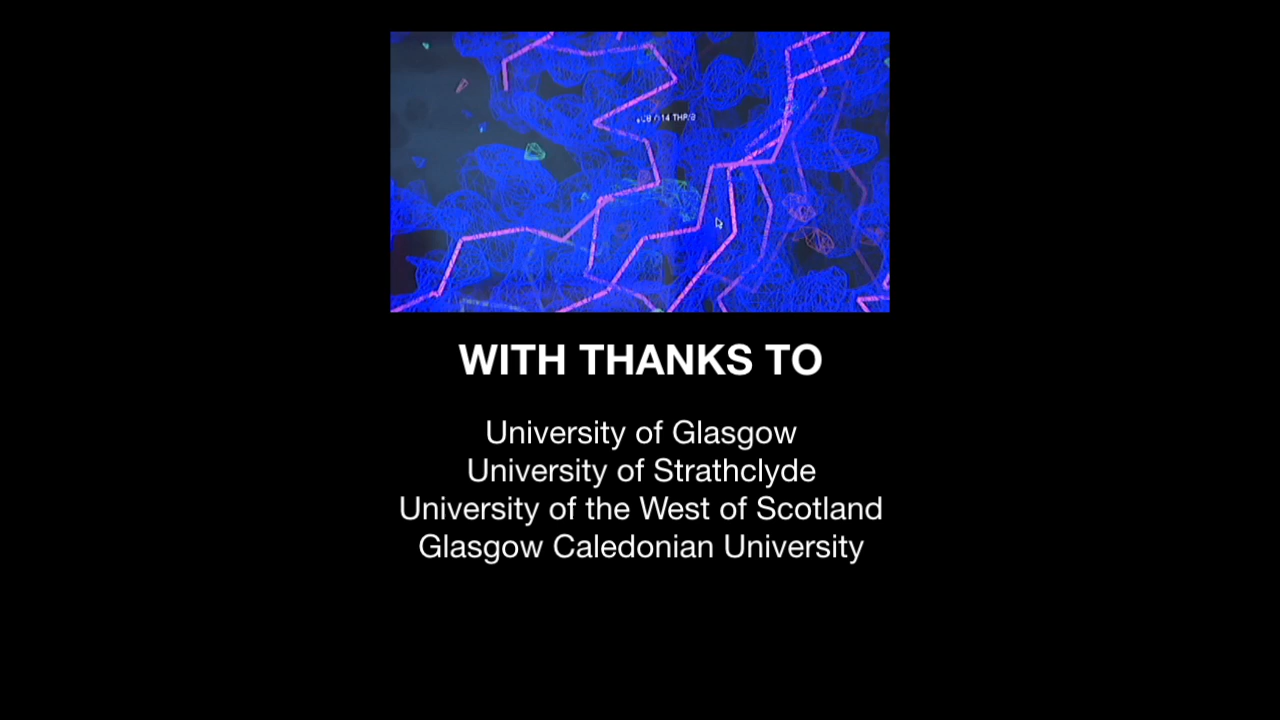 WITH THANKS TO
University of Glasgow
University of Strathclyde
University of the West of Scotland
Glasgow Caledonian University